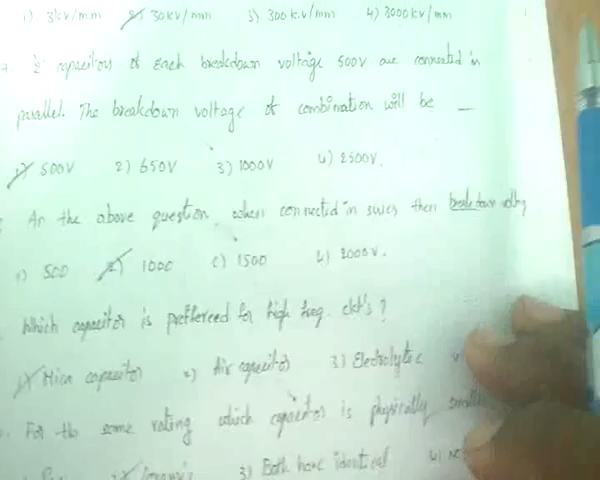 1) 3kv/mm 2) 30kv/mm 3) 300k.v/mm 4) 3000kv/mm
2 capacitors of each breakdown voltage 500V are connected in
parallel. The breakdown voltage of combination will be —
1) 500V 2) 650V 3) 1000V 4) 2500V.
In the above question, when connected in series then breakdown voltage
1) 500 2) 1000 c) 1500 4) 2000V.
Which capacitor is prefferced for high freq. ckt's?
1) Mica capacitor 2) Air capacitor 3) Electrolytic
For the same rating which capacitor is physically smaller
3) Both have identical 4)